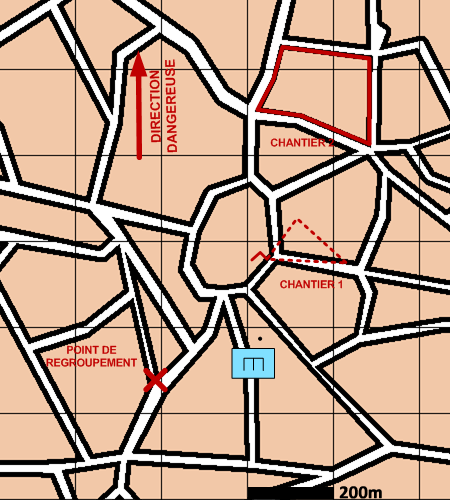 DIRECTION
DANGEREUSE
CHANTIER 2
CHANTIER 1
POINT DE
REGROUPEMENT
200m